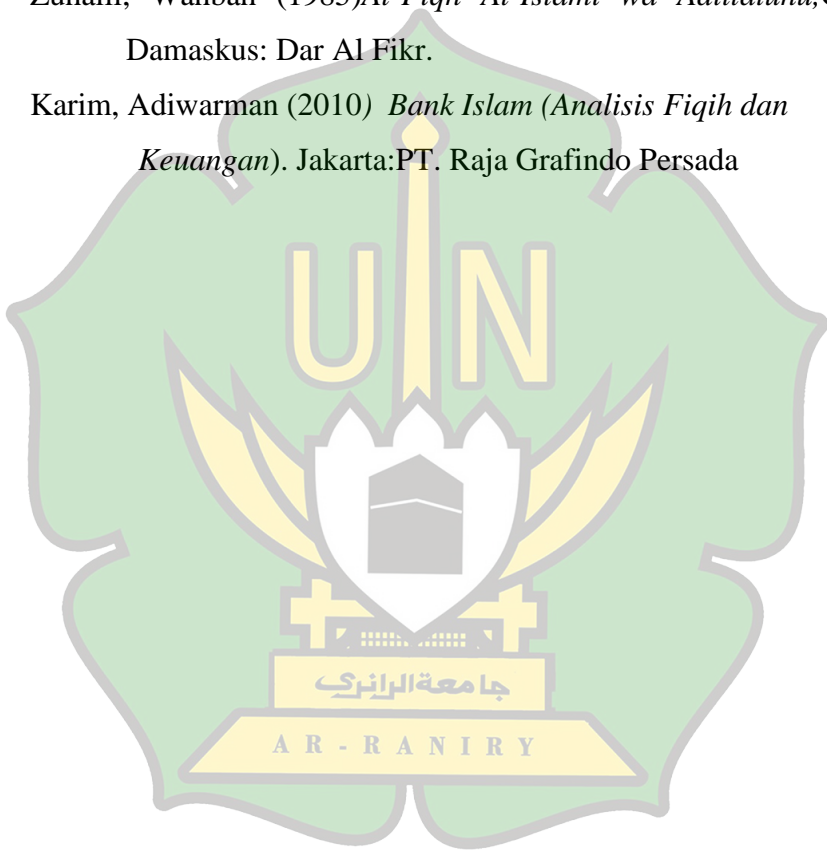 Damaskus: Dar Al Fikr.
Karim, Adiwarman (2010) Bank Islam (Analisis Fiqih dan
Keuangan). Jakarta:PT. Raja Grafindo Persada
UIN
جامعة الرانري
AR-RANIRY